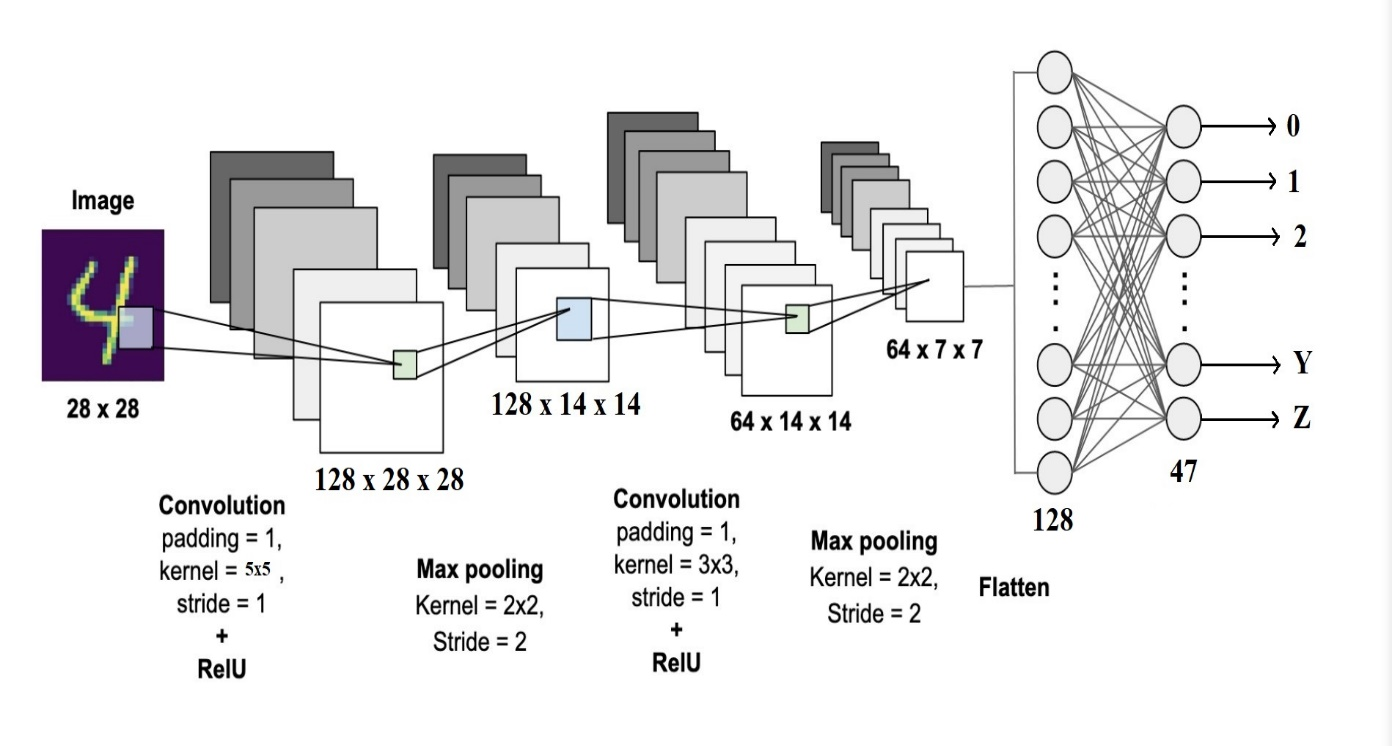 Image
28 x 28
128 x 28 x 28
128 x 14 x 14
64 x 14 x 14
64 x 7 x 7
Convolution
padding = 1,
kernel = 5x5 ,
stride = 1
+
RelU
Max pooling
Kernel = 2x2,
Stride = 2
Convolution
padding = 1,
kernel = 3x3,
stride = 1
+
RelU
Max pooling
Kernel = 2x2,
Stride = 2
Flatten
128
47
0
1
2
Y
Z